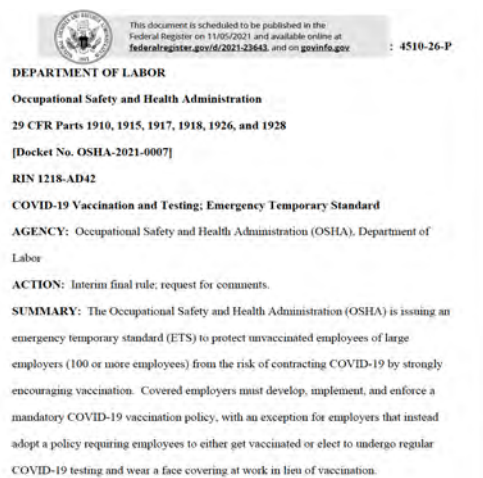 This document is scheduled to be published in the
Federal Register on 11/05/2021 and available online at
federalregister.gov/d/2021-23643, and on govinfo.gov
: 4510-26-P
DEPARTMENT OF LABOR
Occupational Safety and Health Administration
29 CFR Parts 1910, 1915, 1917, 1918, 1926, and 1928
[Docket No. OSHA-2021-0007]
RIN 1218-AD42
COVID-19 Vaccination and Testing; Emergency Temporary Standard
AGENCY: Occupational Safety and Health Administration (OSHA), Department of
Labor
ACTION: Interim final rule; request for comments.
SUMMARY: The Occupational Safety and Health Administration (OSHA) is issuing an
emergency temporary standard (ETS) to protect unvaccinated employees of large
employers (100 or more employees) from the risk of contracting COVID-19 by strongly
encouraging vaccination. Covered employers must develop, implement, and enforce a
mandatory COVID-19 vaccination policy, with an exception for employers that instead
adopt a policy requiring employees to either get vaccinated or elect to undergo regular
COVID-19 testing and wear a face covering at work in lieu of vaccination.